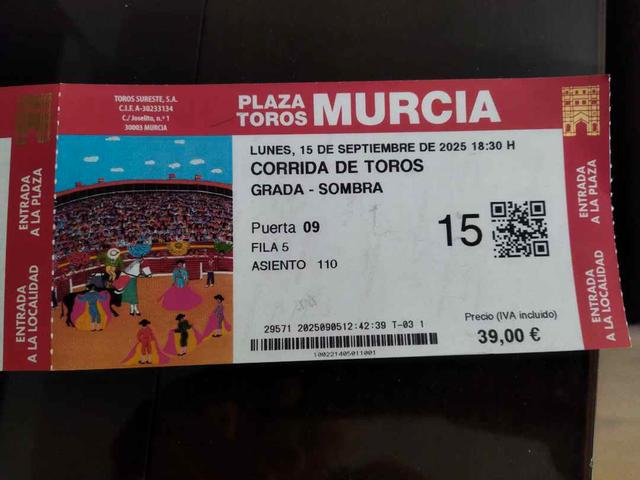 TOROS SURESTE, S.A.
C.I.F. A-30233134
C./ Joselito, n.º 1
30003 MURCIA
PLAZA TOROS MURCIA
LUNES, 15 DE SEPTIEMBRE DE 2025 18:30 H
CORRIDA DE TOROS
GRADA - SOMBRA
Puerta 09
FILA 5
ASIENTO 110
15
Precio (IVA incluido)
39,00 €
29571 2025090512:42:39 T-03 1
100221405011001
ENTRADA A LA PLAZA
ENTRADA A LA LOCALIDAD
ENTRADA A LA PLAZA
ENTRADA A LA LOCALIDAD